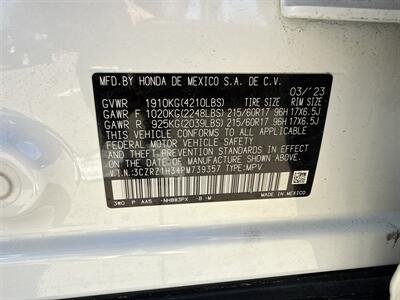 MFD.BY HONDA DE MEXICO S.A. DE C.V. 03/'23
GVWR 1910KG(4210LBS) TIRE SIZE RIM SIZE
GAWR F 1020KG(2248LBS) 215/60R17 96H 17X6.5J
GAWR R 925KG(2039LBS) 215/60R17 96H 17X6.5J
THIS VEHICLE CONFORMS TO ALL APPLICABLE
FEDERAL MOTOR VEHICLE SAFETY
AND THEFT PREVENTION STANDARDS IN EFFECT
ON THE DATE OF MANUFACTURE SHOWN ABOVE.
V.I.N.:3CZRZ1H34PM739357 TYPE:MPV
MADE IN MEXICO
3W0 P AA5 -NH883PX -B -M